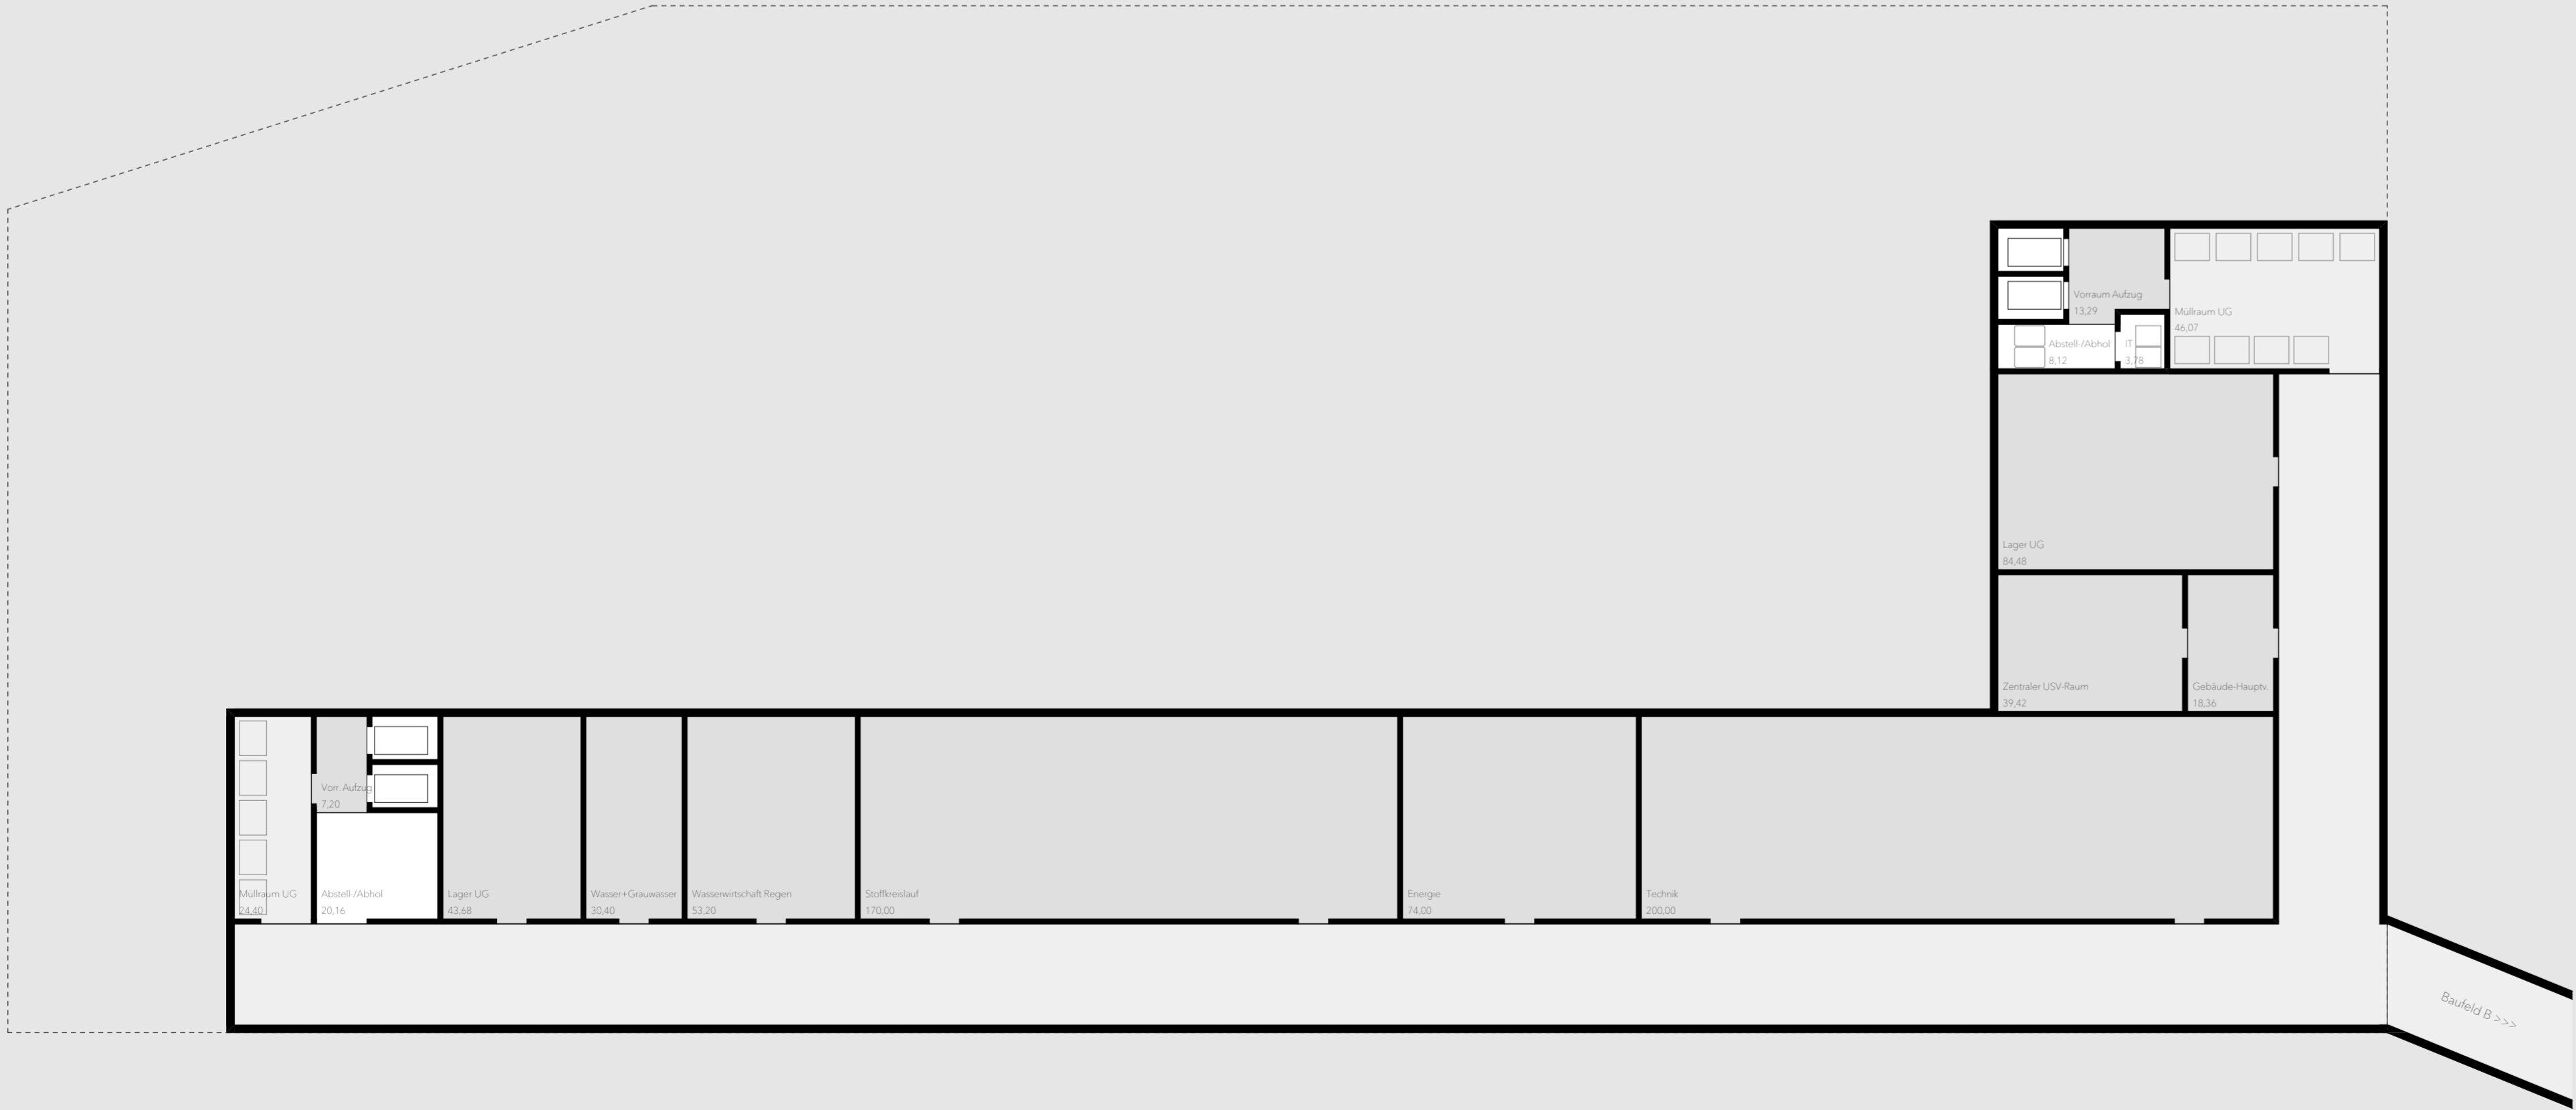 Vorraum Aufzug
13,29
Müllraum UG
46,07
Abstell-/Abhol
8,12
IT
3,78
Lager UG
84,48
Zentraler USV-Raum
39,42
Gebäude-Hauptv.
18,36
Vorr. Aufzug
7,20
Müllraum UG
24,40
Abstell-/Abhol
20,16
Lager UG
43,68
Wasser+Grauwasser
30,40
Wasserwirtschaft Regen
53,20
Stoffkreislauf
170,00
Energie
74,00
Technik
200,00
Baufeld B >>>